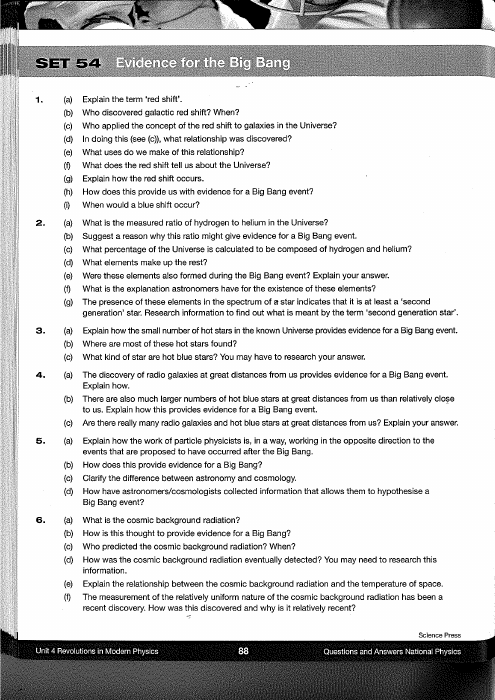 SET 54 Evidence for the Big Bang
1. (a) Explain the term 'red shift'.
(b) Who discovered galactic red shift? When?
(c) Who applied the concept of the red shift to galaxies in the Universe?
(d) In doing this (see (c)), what relationship was discovered?
(e) What uses do we make of this relationship?
(f) What does the red shift tell us about the Universe?
(g) Explain how the red shift occurs.
(h) How does this provide us with evidence for a Big Bang event?
(i) When would a blue shift occur?
2. (a) What is the measured ratio of hydrogen to helium in the Universe?
(b) Suggest a reason why this ratio might give evidence for a Big Bang event.
(c) What percentage of the Universe is calculated to be composed of hydrogen and helium?
(d) What elements make up the rest?
(e) Were these elements also formed during the Big Bang event? Explain your answer.
(f) What is the explanation astronomers have for the existence of these elements?
(g) The presence of these elements in the spectrum of a star indicates that it is at least a 'second
generation' star. Research information to find out what is meant by the term 'second generation star'.
3. (a) Explain how the small number of hot stars in the known Universe provides evidence for a Big Bang event.
(b) Where are most of these hot stars found?
(c) What kind of star are hot blue stars? You may have to research your answer.
4. (a) The discovery of radio galaxies at great distances from us provides evidence for a Big Bang event.
Explain how.
(b) There are also much larger numbers of hot blue stars at great distances from us than relatively close
to us. Explain how this provides evidence for a Big Bang event.
(c) Are there really many radio galaxies and hot blue stars at great distances from us? Explain your answer.
5. (a) Explain how the work of particle physicists is, in a way, working in the opposite direction to the
events that are proposed to have occurred after the Big Bang.
(b) How does this provide evidence for a Big Bang?
(c) Clarify the difference between astronomy and cosmology.
(d) How have astronomers/cosmologists collected information that allows them to hypothesise a
Big Bang event?
6. (a) What is the cosmic background radiation?
(b) How is this thought to provide evidence for a Big Bang?
(c) Who predicted the cosmic background radiation? When?
(d) How was the cosmic background radiation eventually detected? You may need to research this
information.
(e) Explain the relationship between the cosmic background radiation and the temperature of space.
(f) The measurement of the relatively uniform nature of the cosmic background radiation has been a
recent discovery. How was this discovered and why is it relatively recent?
Science Press
Unit 4 Revolutions in Modern Physics 88 Questions and Answers National Physics